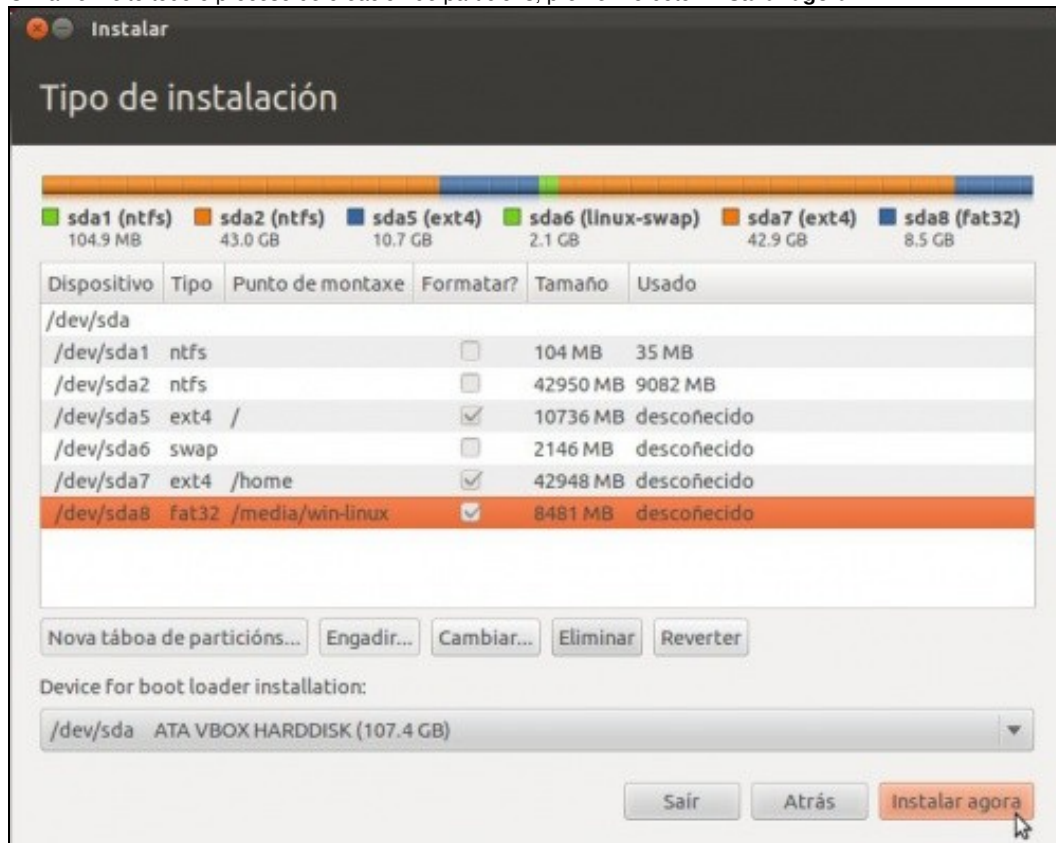 Instalar
Tipo de instalación
sda1 (ntfs) sda2 (ntfs) sda5 (ext4) sda6 (linux-swap) sda7 (ext4) sda8 (fat32)
104.9 MB 43.0 GB 10.7 GB 2.1 GB 42.9 GB 8.5 GB
Dispositivo Tipo Punto de montaxe Formatar? Tamaño Usado
/dev/sda
/dev/sda1 ntfs 104 MB 35 MB
/dev/sda2 ntfs 42950 MB 9082 MB
/dev/sda5 ext4 / 10736 MB descoñecido
/dev/sda6 swap 2146 MB descoñecido
/dev/sda7 ext4 /home 42948 MB descoñecido
/dev/sda8 fat32 /media/win-linux 8481 MB descoñecido
Nova táboa de particións... Engadir... Cambiar... Eliminar Reverter
Device for boot loader installation:
/dev/sda ATA VBOX HARDDISK (107.4 GB)
Saír Atrás Instalar agora